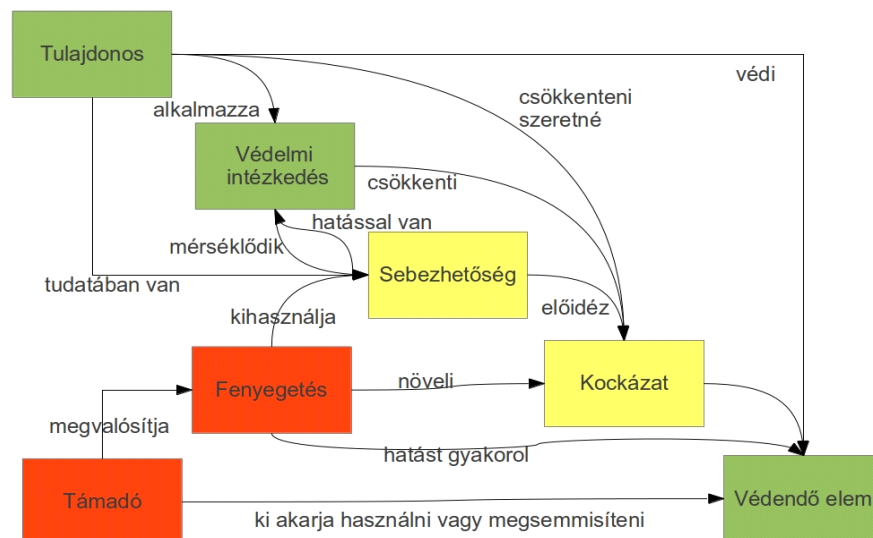 Tulajdonos
védi
csökkenteni
szeretné
alkalmazza
Védelmi
intézkedés
csökkenti
hatással van
mérséklődik
Sebezhetőség
tudatában van
előidéz
kihasználja
Fenyegetés
növeli
Kockázat
megvalósítja
hatást gyakorol
Támadó
Védendő elem
ki akarja használni vagy megsemmisíteni